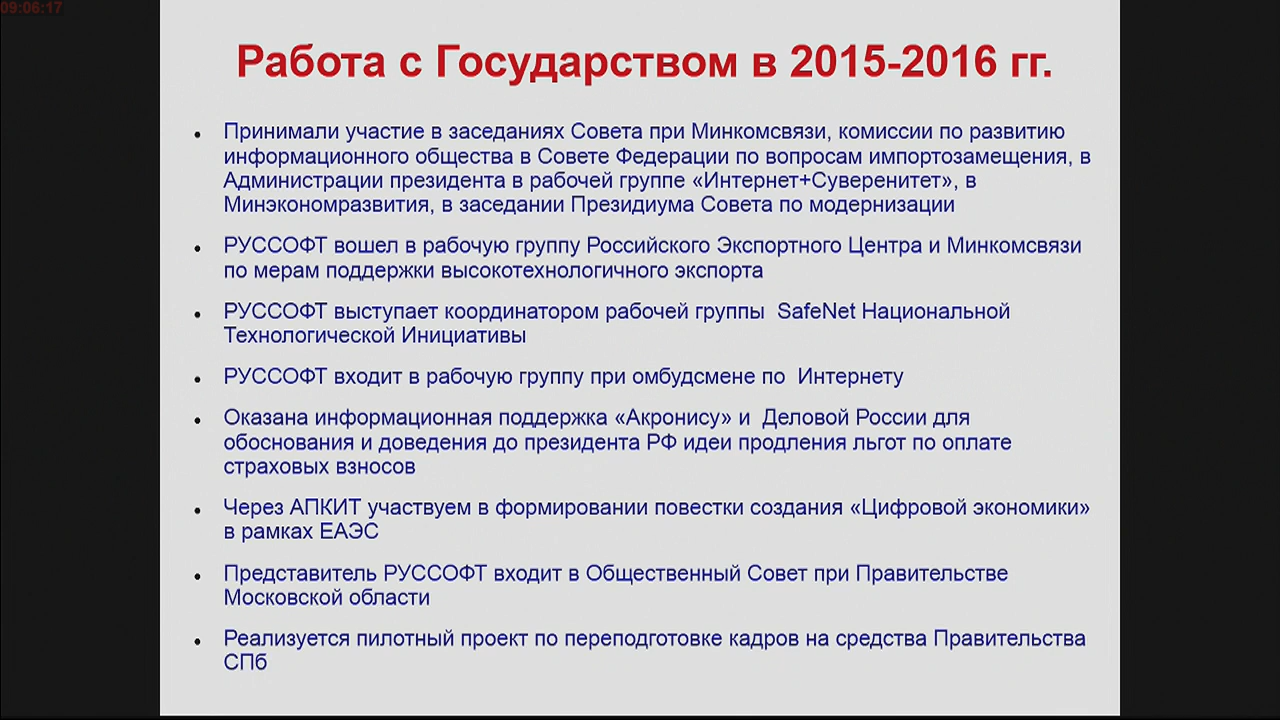 09:06:17
Работа с Государством в 2015-2016 гг.
Принимали участие в заседаниях Совета при Минкомсвязи, комиссии по развитию
информационного общества в Совете Федерации по вопросам импортозамещения, в
Администрации президента в рабочей группе «Интернет+Суверенитет», в
Минэкономразвития, в заседании Президиума Совета по модернизации
РУССОФТ вошел в рабочую группу Российского Экспортного Центра и Минкомсвязи
по мерам поддержки высокотехнологичного экспорта
РУССОФТ выступает координатором рабочей группы SafeNet Национальной
Технологической Инициативы
РУССОФТ входит в рабочую группу при омбудсмене по Интернету
Оказана информационная поддержка «Акронису» и Деловой России для
обоснования и доведения до президента РФ идеи продления льгот по оплате
страховых взносов
Через АПКИТ участвуем в формировании повестки создания «Цифровой экономики»
в рамках ЕАЭС
Представитель РУССОФТ входит в Общественный Совет при Правительстве
Московской области
Реализуется пилотный проект по переподготовке кадров на средства Правительства
СПб